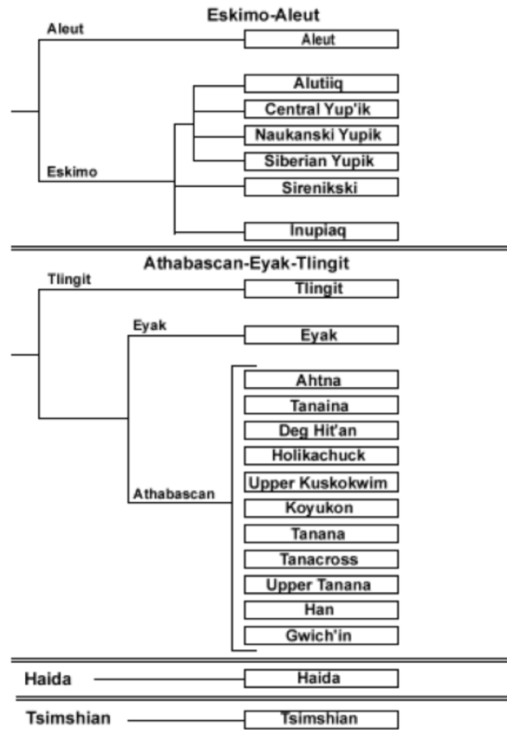 Eskimo-Aleut
Aleut
Aleut
Alutiiq
Central Yup'ik
Naukanski Yupik
Siberian Yupik
Eskimo
Sirenikski
Inupiaq
Athabascan-Eyak-Tlingit
Tlingit
Tlingit
Eyak
Eyak
Ahtna
Tanaina
Deg Hit'an
Holikachuck
Upper Kuskokwim
Athabascan
Koyukon
Tanana
Tanacross
Upper Tanana
Han
Gwich'in
Haida
Haida
Tsimshian
Tsimshian